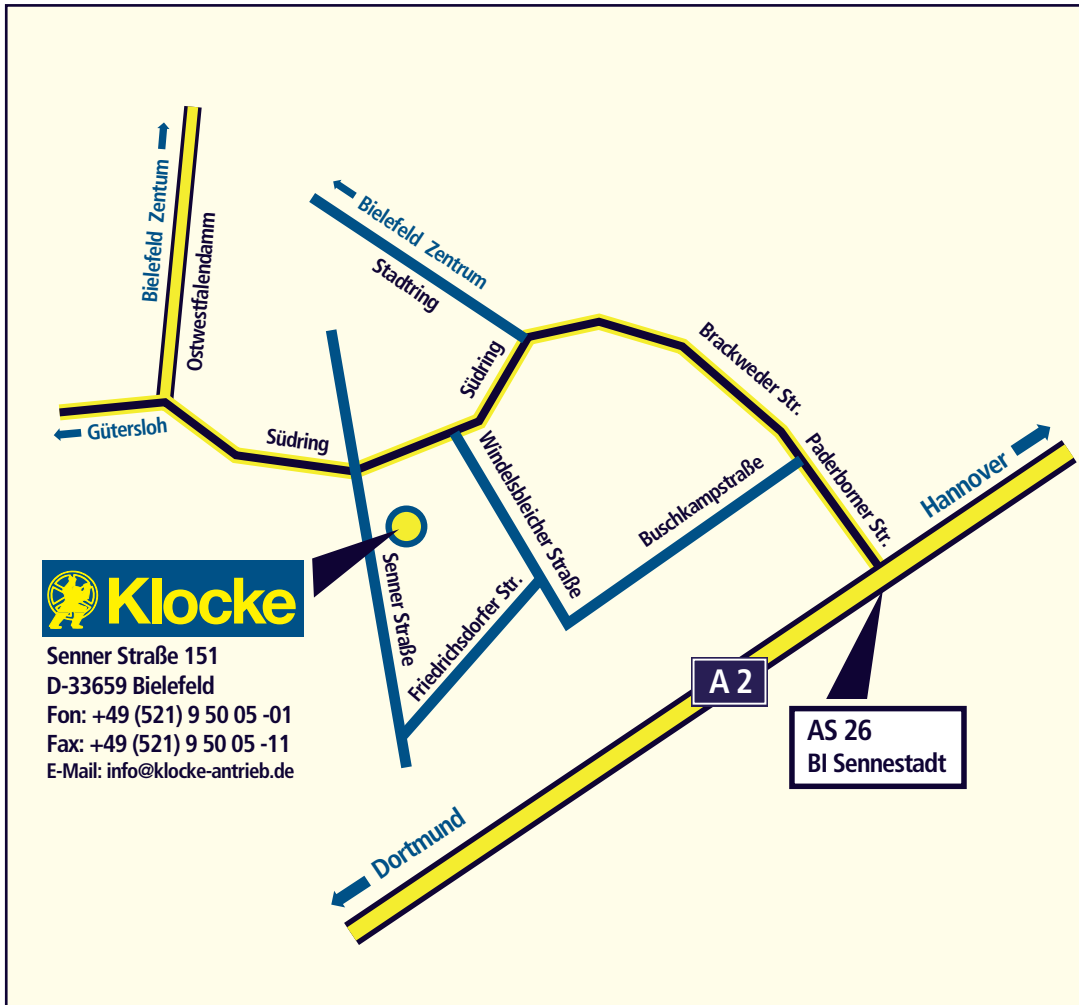 Bielefeld Zentum
Ostwestfalendamm
Bielefeld Zentrum
Stadtring
Südring
Brackweder Str.
Gütersloh
Südring
Windelsbleicher Straße
Buschkampstraße
Paderborner Str.
Hannover
Senner Straße
Friedrichsdorfer Str.
Klocke
Senner Straße 151
D-33659 Bielefeld
Fon: +49 (521) 9 50 05 -01
Fax: +49 (521) 9 50 05 -11
E-Mail: info@klocke-antrieb.de
A 2
AS 26
BI Sennestadt
Dortmund